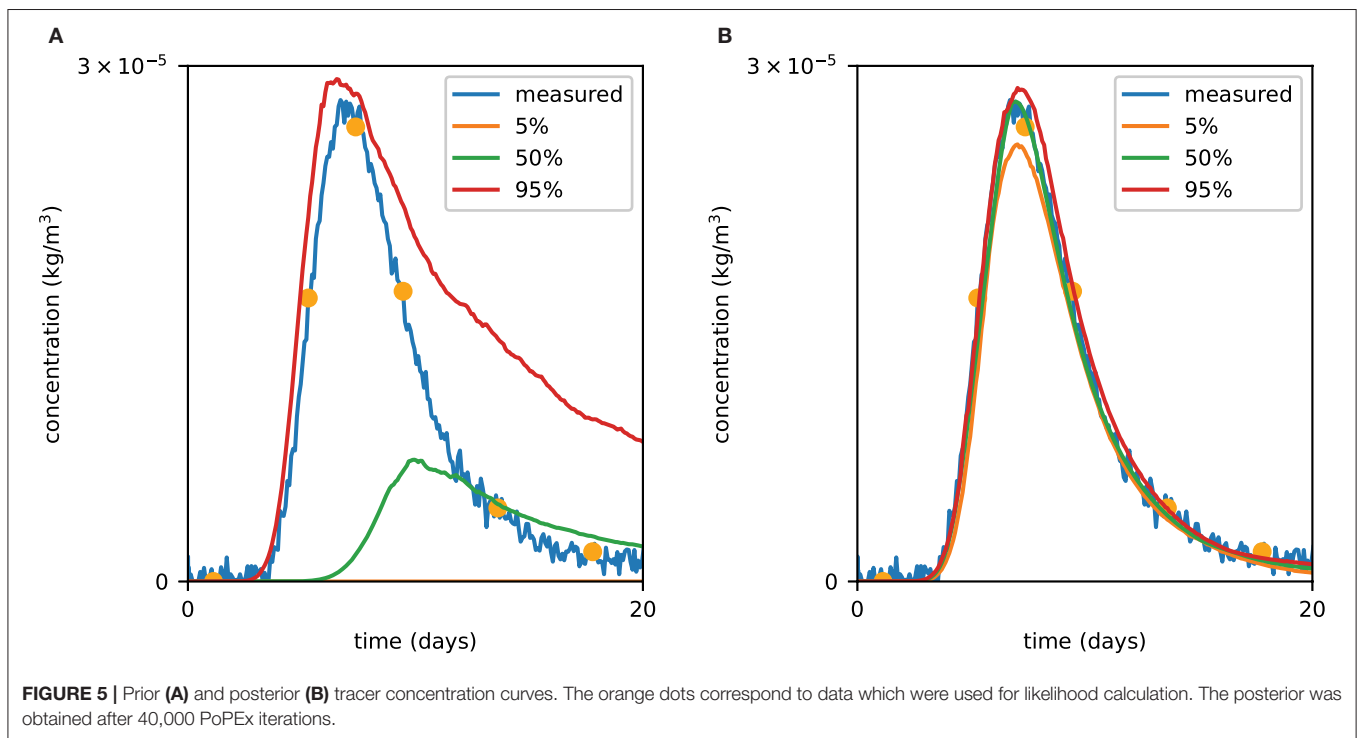 A
3 × 10⁻⁵
measured
5%
50%
95%
concentration (kg/m³)
0
0
20
time (days)
B
3 × 10⁻⁵
measured
5%
50%
95%
concentration (kg/m³)
0
0
20
time (days)
FIGURE 5 | Prior (A) and posterior (B) tracer concentration curves. The orange dots correspond to data which were used for likelihood calculation. The posterior was
obtained after 40,000 PoPEx iterations.